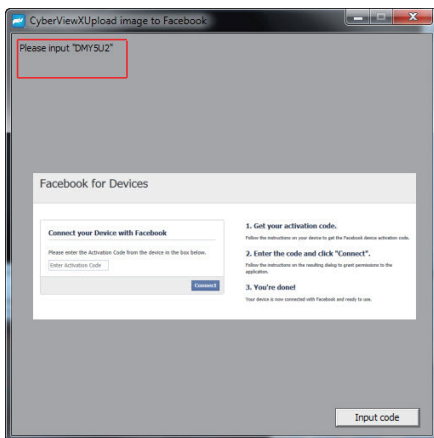 CyberViewXUpload image to Facebook
Please input "DMY5U2"
Facebook for Devices
Connect your Device with Facebook
Please enter the Activation Code from the device in the box below.
Enter Activation Code
Connect
1. Get your activation code.
Follow the instructions on your device to get the Facebook device activation code.
2. Enter the code and click "Connect".
Follow the instructions on the resulting dialog to grant permissions to the
application.
3. You're done!
Your device is now connected with Facebook and ready to use.
Input code